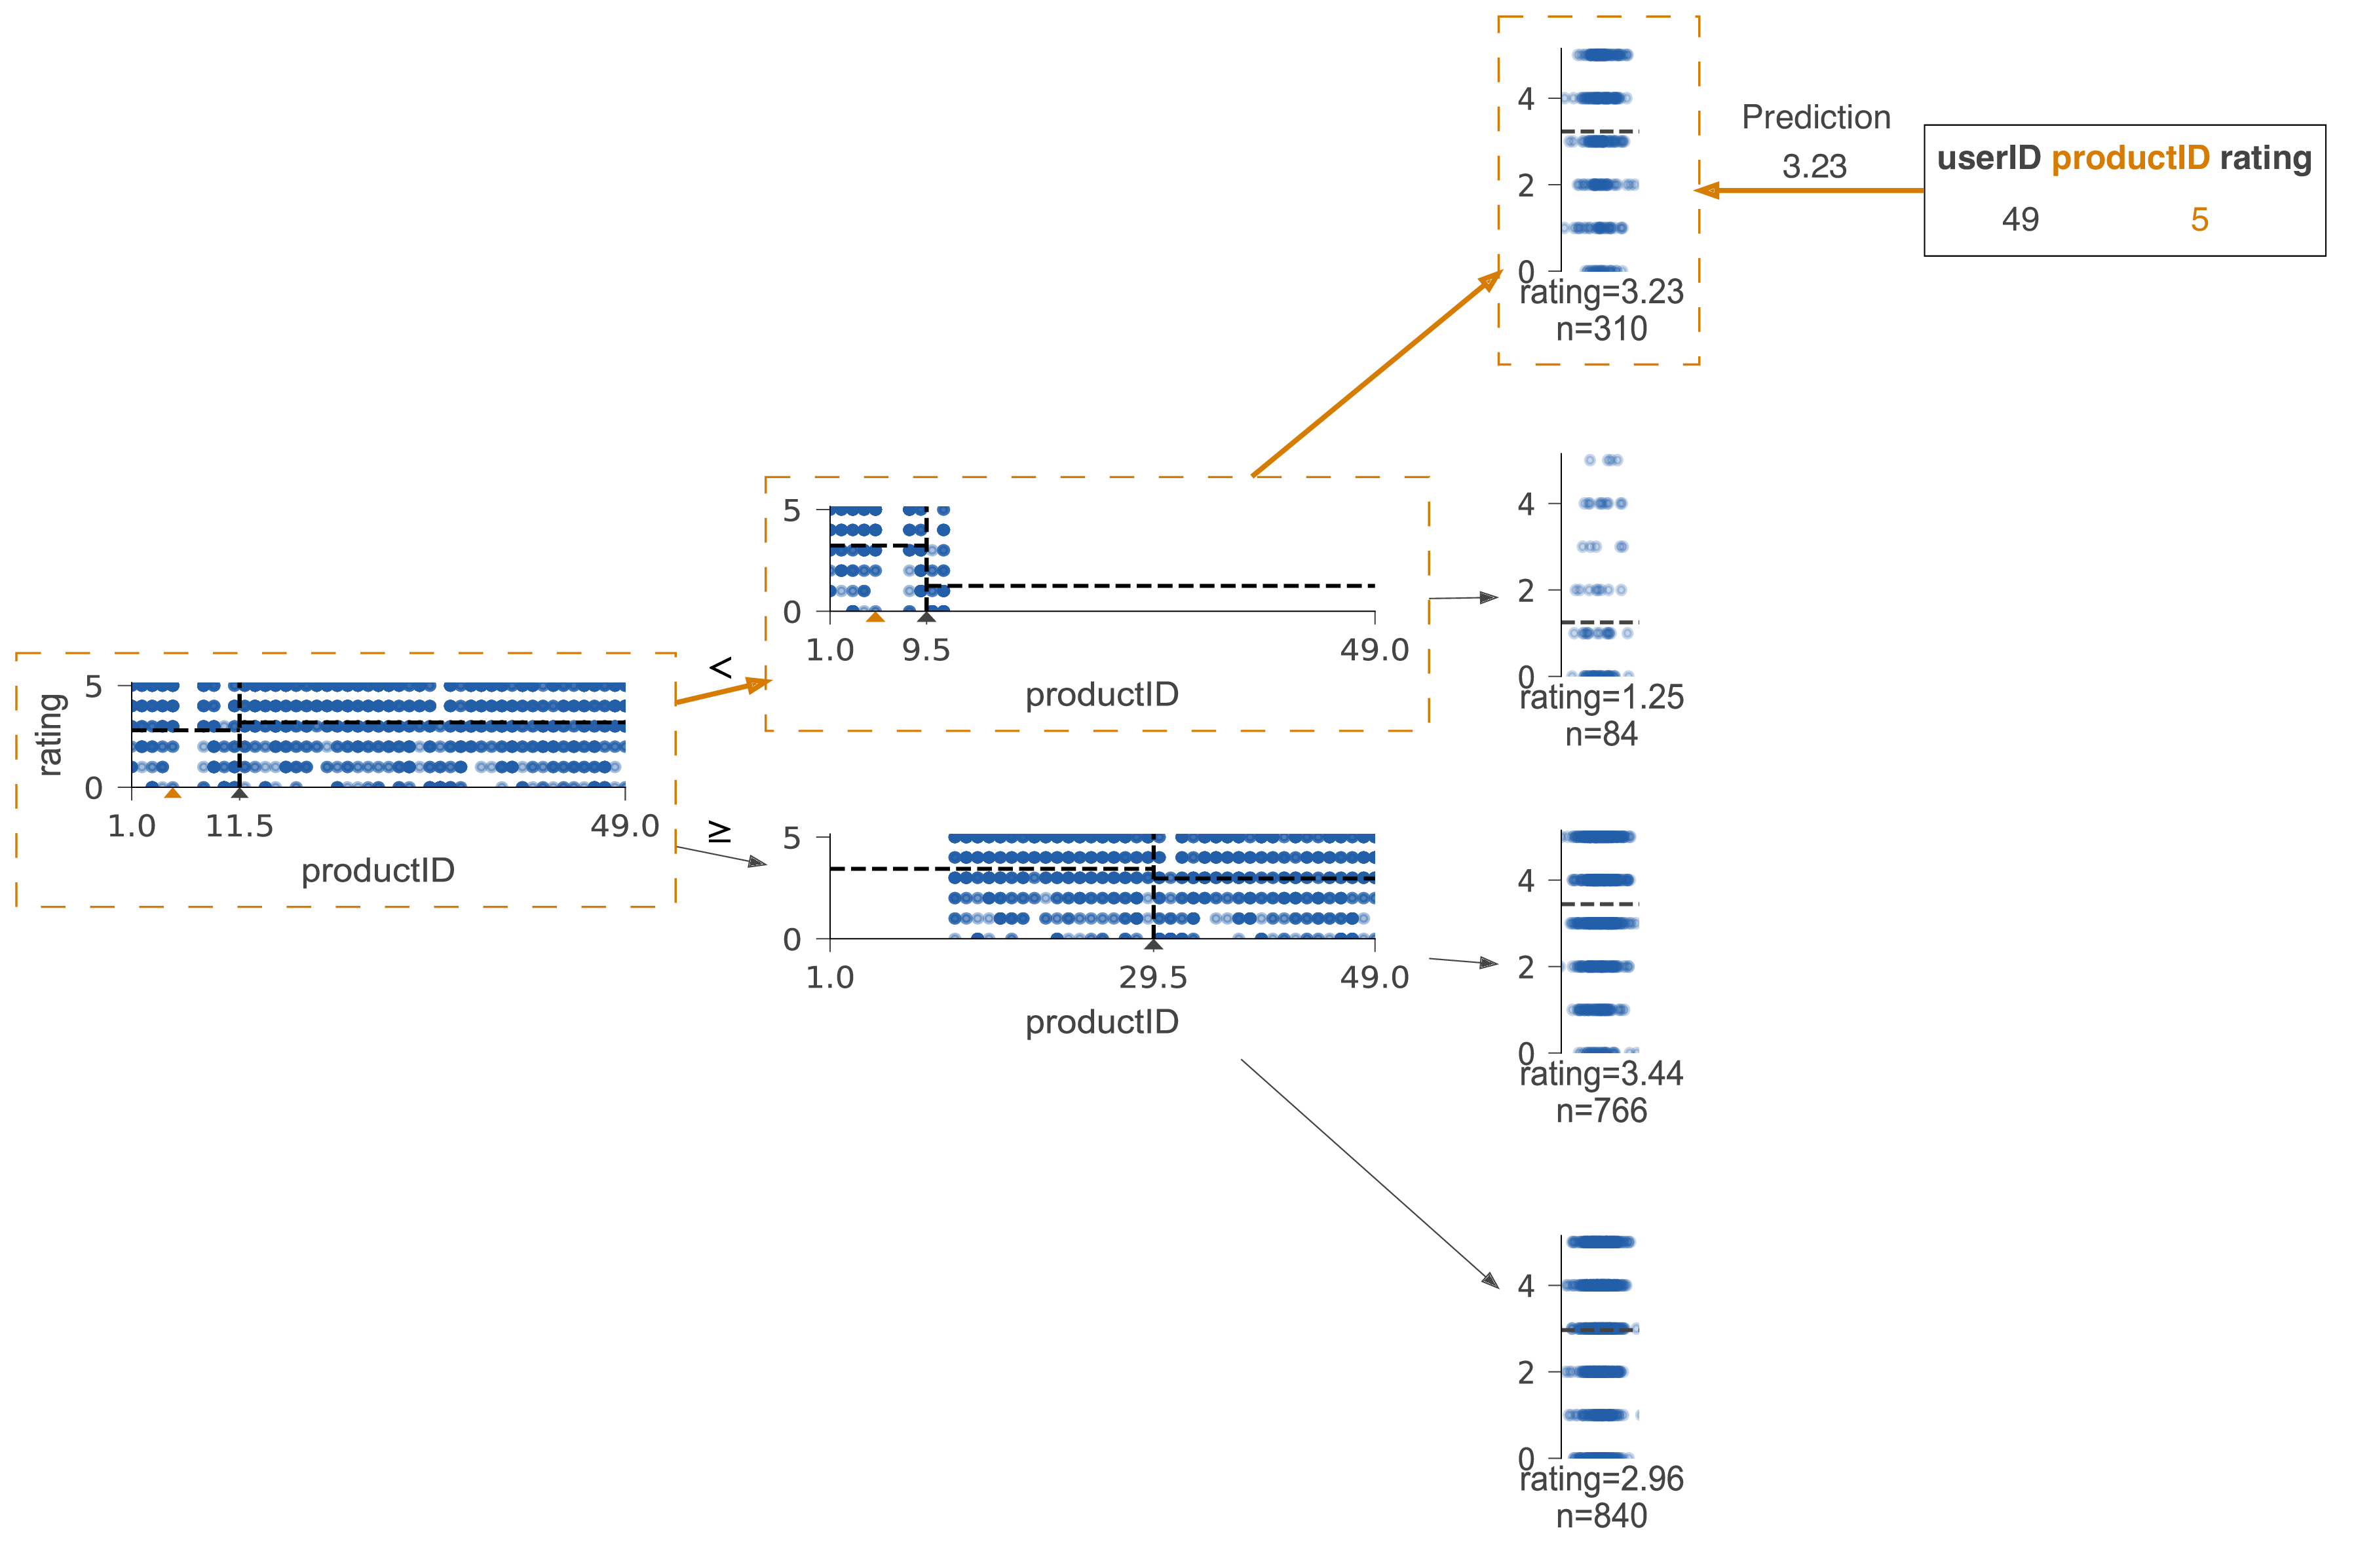 4
2
0
rating=3.23
n=310
Prediction
3.23
userID productID rating
49 5
5
0
1.0 9.5 49.0
productID
4
2
0
rating=1.25
n=84
<
rating
5
0
1.0 11.5 49.0
productID
≥
5
0
1.0 29.5 49.0
productID
4
2
0
rating=3.44
n=766
4
2
0
rating=2.96
n=840